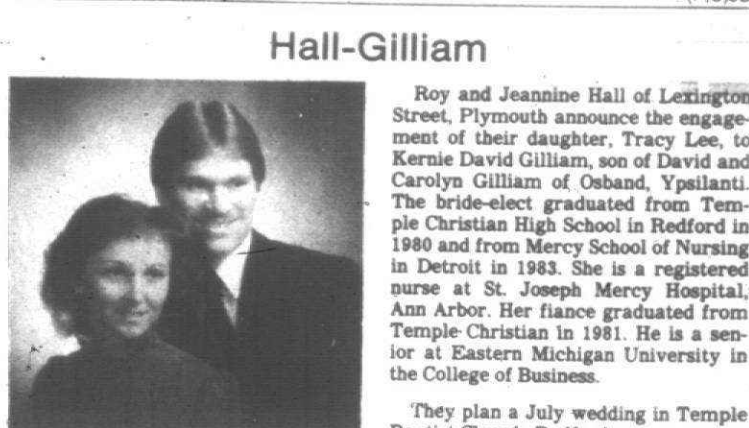 Hall-Gilliam
Roy and Jeannine Hall of Lexington
Street, Plymouth announce the engage-
ment of their daughter, Tracy Lee, to
Kernie David Gilliam, son of David and
Carolyn Gilliam of Osband, Ypsilanti.
The bride-elect graduated from Tem-
ple Christian High School in Redford in
1980 and from Mercy School of Nursing
in Detroit in 1983. She is a registered
nurse at St. Joseph Mercy Hospital,
Ann Arbor. Her fiance graduated from
Temple Christian in 1981. He is a sen-
ior at Eastern Michigan University in
the College of Business.
They plan a July wedding in Temple